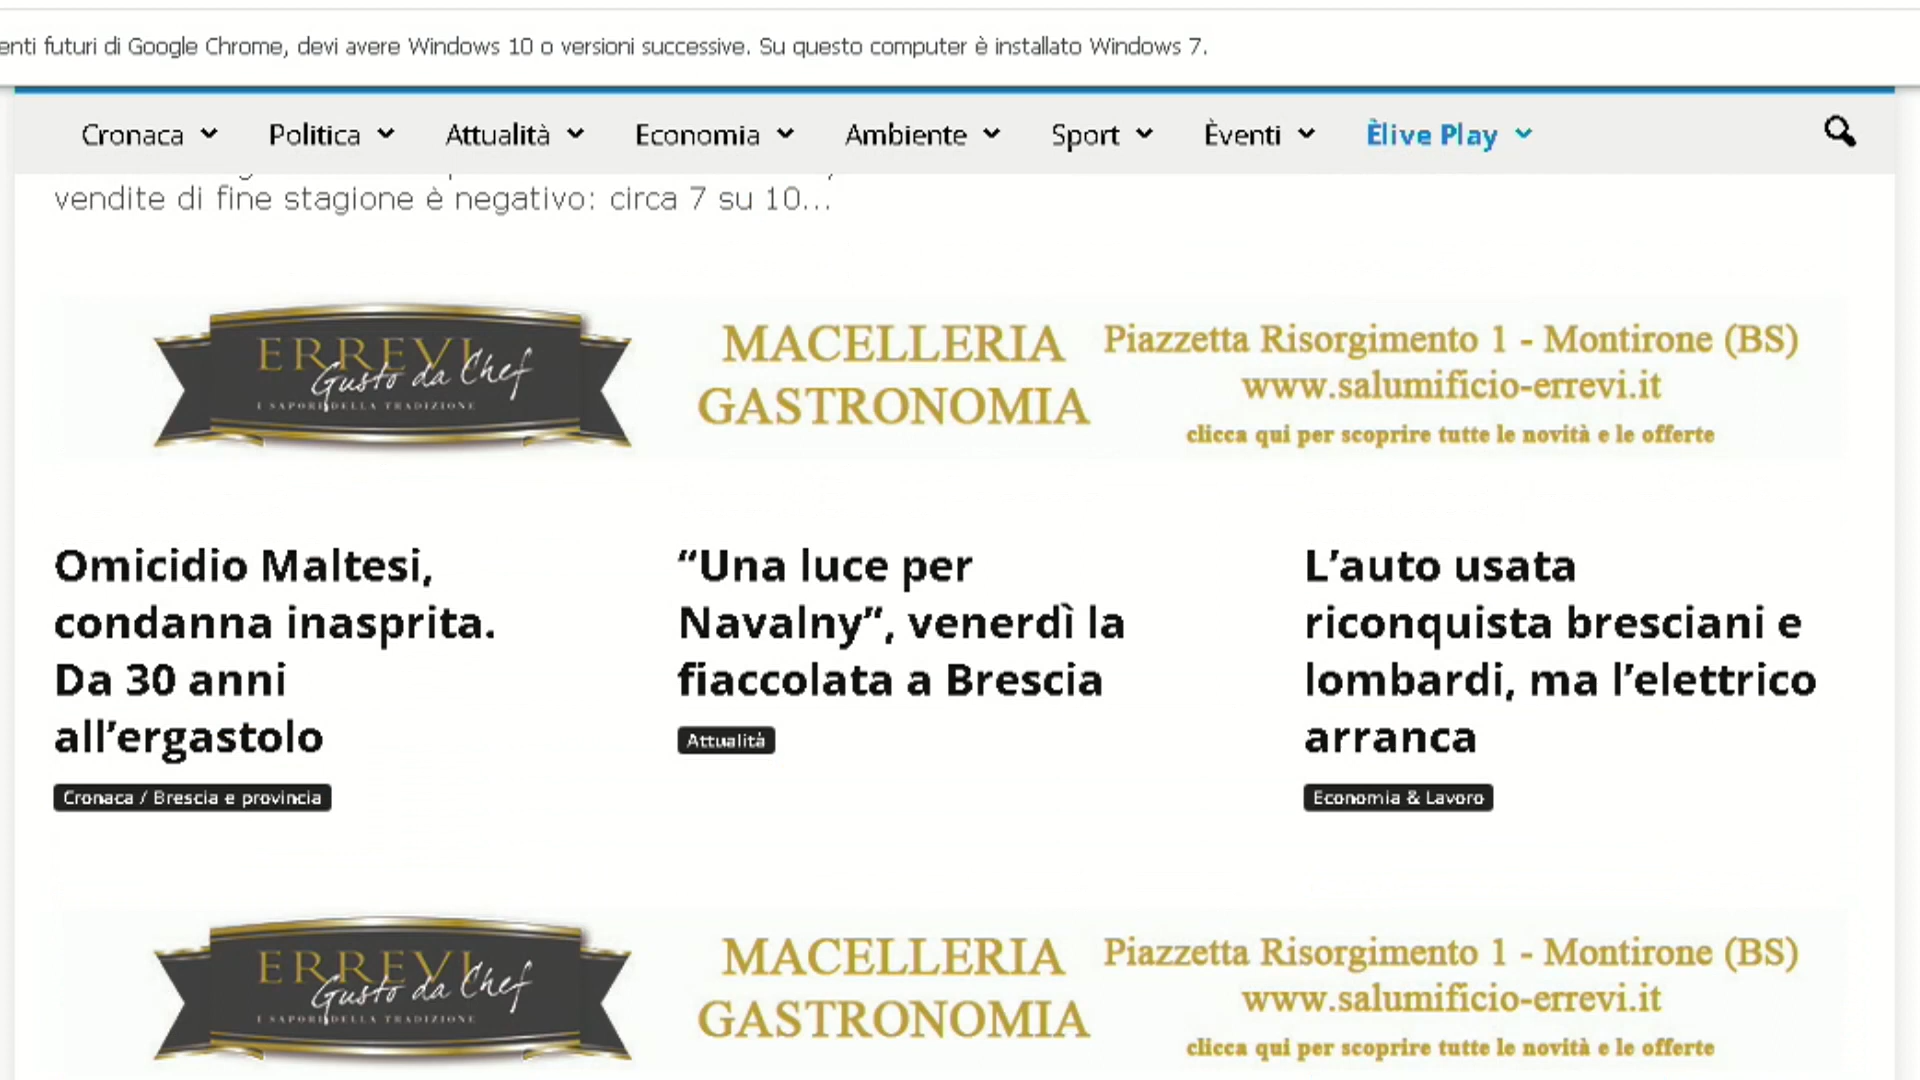 enti futuri di Google Chrome, devi avere Windows 10 o versioni successive. Su questo computer è installato Windows 7.
Cronaca Politica Attualità Economia Ambiente Sport Èventi Èlive Play
vendite di fine stagione è negativo: circa 7 su 10...
ERREVI
Gusto da Chef
I SAPORI DELLA TRADIZIONE
MACELLERIA
GASTRONOMIA
Piazzetta Risorgimento 1 - Montirone (BS)
www.salumificio-errevi.it
clicca qui per scoprire tutte le novità e le offerte
Omicidio Maltesi,
condanna inasprita.
Da 30 anni
all’ergastolo
Cronaca / Brescia e provincia
“Una luce per
Navalny”, venerdì la
fiaccolata a Brescia
Attualità
L’auto usata
riconquista bresciani e
lombardi, ma l’elettrico
arranca
Economia & Lavoro
ERREVI
Gusto da Chef
I SAPORI DELLA TRADIZIONE
MACELLERIA
GASTRONOMIA
Piazzetta Risorgimento 1 - Montirone (BS)
www.salumificio-errevi.it
clicca qui per scoprire tutte le novità e le offerte